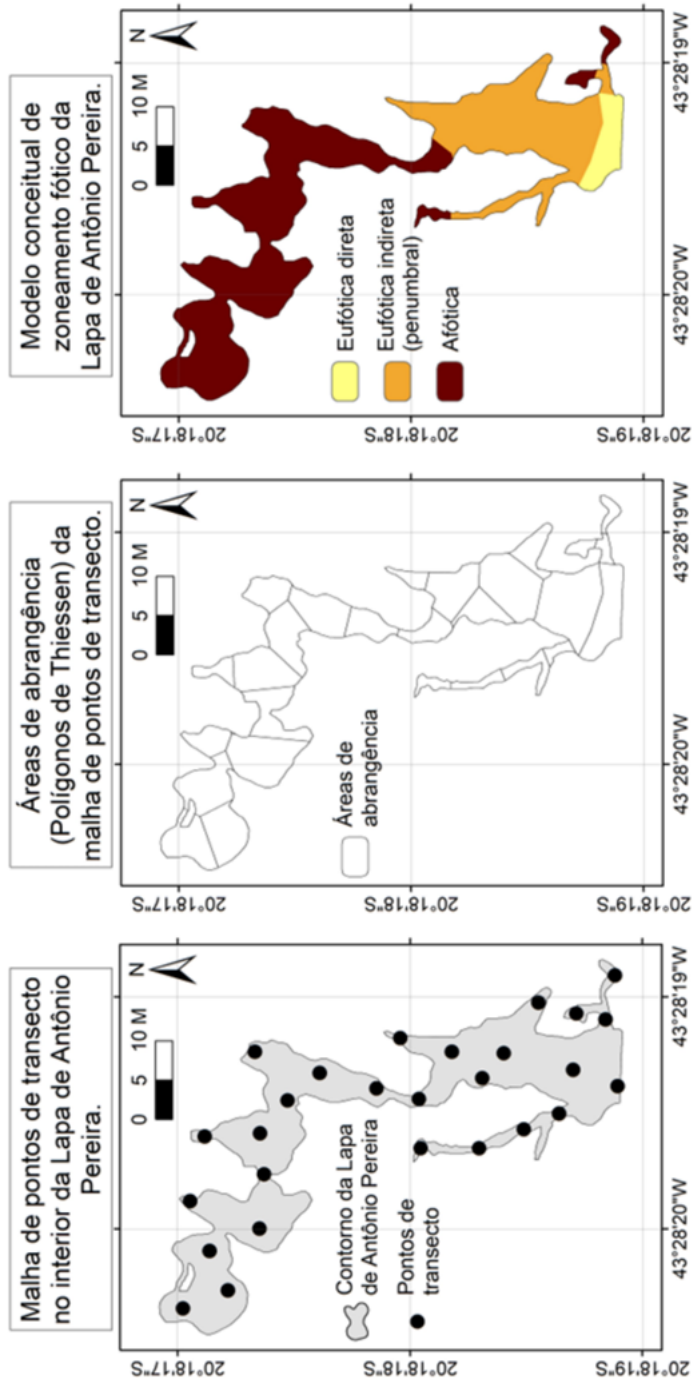 Malha de pontos de transecto
no interior da Lapa de Antônio
Pereira.
N
0 5 10 M
20°18'17"S
20°18'18"S
20°18'19"S
43°28'20"W
43°28'19"W
Contorno da Lapa
de Antônio Pereira
Pontos de
transecto
Áreas de abrangência
(Polígonos de Thiessen) da
malha de pontos de transecto.
N
0 5 10 M
20°18'17"S
20°18'18"S
20°18'19"S
43°28'20"W
43°28'19"W
Áreas de
abrangência
Modelo conceitual de
zoneamento fótico da
Lapa de Antônio Pereira.
N
0 5 10 M
20°18'17"S
20°18'18"S
20°18'19"S
43°28'20"W
43°28'19"W
Eufótica direta
Eufótica indireta
(penumbral)
Afótica